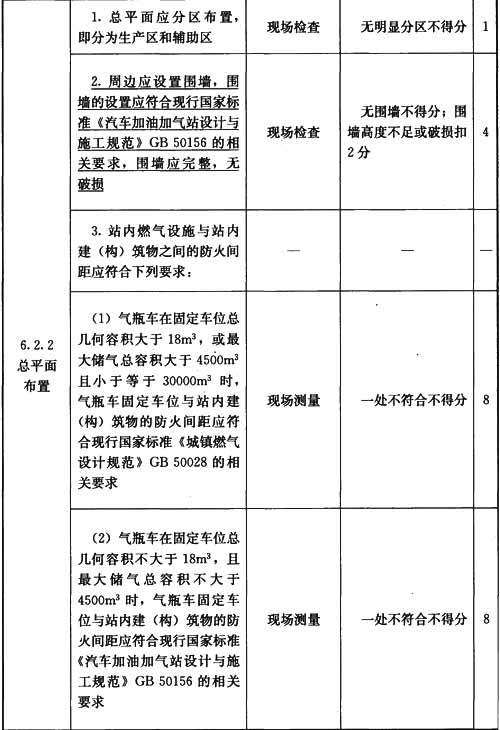 1. 总平面应分区布置，
即分为生产区和辅助区
现场检查
无明显分区不得分
1
2. 周边应设置围墙，围
墙的设置应符合现行国家标
准《汽车加油加气站设计与
施工规范》GB 50156 的相
关要求，围墙应完整，无
破损
现场检查
无围墙不得分；围
墙高度不足或破损扣
2分
4
3. 站内燃气设施与站内
建（构）筑物之间的防火间
距应符合下列要求：
—
—
—
6.2.2
总平面
布置
（1）气瓶车在固定车位总
几何容积大于 18m³，或最
大储气总容积大于 4500m³
且小于等于 30000m³ 时，
气瓶车固定车位与站内建
（构）筑物的防火间距应符
合现行国家标准《城镇燃气
设计规范》GB 50028 的相
关要求
现场测量
一处不符合不得分
8
（2）气瓶车在固定车位总
几何容积不大于 18m³，且
最大储气总容积不大于
4500m³ 时，气瓶车固定车
位与站内建（构）筑物的防
火间距应符合现行国家标准
《汽车加油加气站设计与施
工规范》GB 50156 的相关
要求
现场测量
一处不符合不得分
8